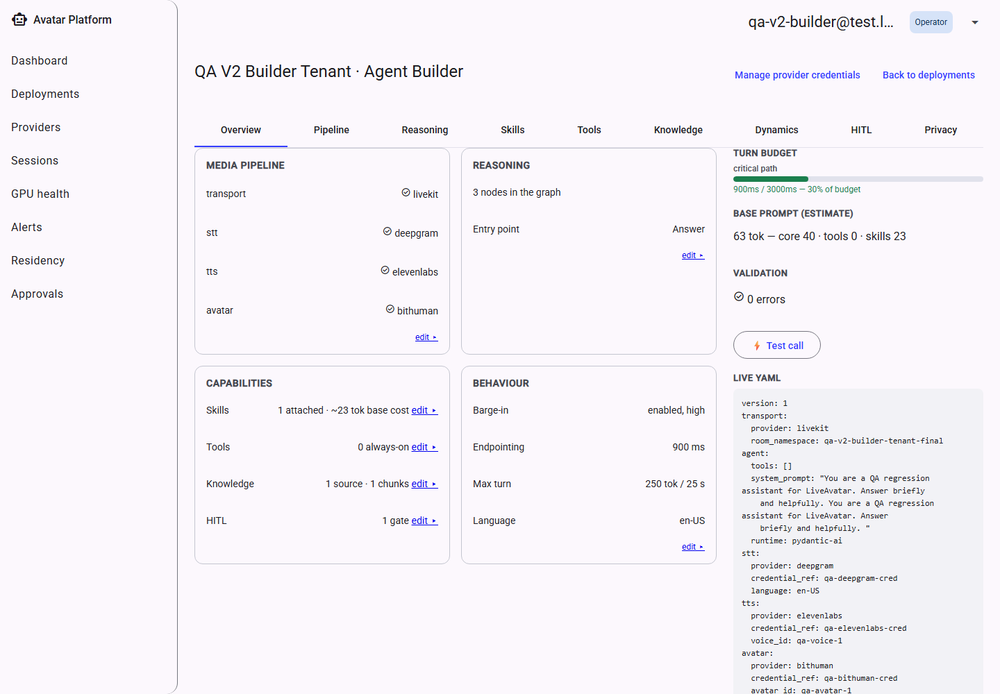 Avatar Platform
Dashboard
Deployments
Providers
Sessions
GPU health
Alerts
Residency
Approvals
qa-v2-builder@test.l...
Operator
QA V2 Builder Tenant · Agent Builder
Manage provider credentials
Back to deployments
Overview Pipeline Reasoning Skills Tools Knowledge Dynamics HITL Privacy
MEDIA PIPELINE
transport livekit
stt deepgram
tts elevenlabs
avatar bithuman
edit ▸
REASONING
3 nodes in the graph
Entry point Answer
edit ▸
CAPABILITIES
Skills 1 attached · ~23 tok base cost edit ▸
Tools 0 always-on edit ▸
Knowledge 1 source · 1 chunks edit ▸
HITL 1 gate edit ▸
BEHAVIOUR
Barge-in enabled, high
Endpointing 900 ms
Max turn 250 tok / 25 s
Language en-US
edit ▸
TURN BUDGET
critical path
900ms / 3000ms — 30% of budget
BASE PROMPT (ESTIMATE)
63 tok — core 40 · tools 0 · skills 23
VALIDATION
0 errors
Test call
LIVE YAML
version: 1
transport:
  provider: livekit
  room_namespace: qa-v2-builder-tenant-final
agent:
  tools: []
  system_prompt: "You are a QA regression
assistant for LiveAvatar. Answer briefly
    and helpfully. You are a QA regression
assistant for LiveAvatar. Answer
    briefly and helpfully. "
  runtime: pydantic-ai
stt:
  provider: deepgram
  credential_ref: qa-deepgram-cred
  language: en-US
tts:
  provider: elevenlabs
  credential_ref: qa-elevenlabs-cred
  voice_id: qa-voice-1
avatar:
  provider: bithuman
  credential_ref: qa-bithuman-cred
  avatar_id: qa-avatar-1